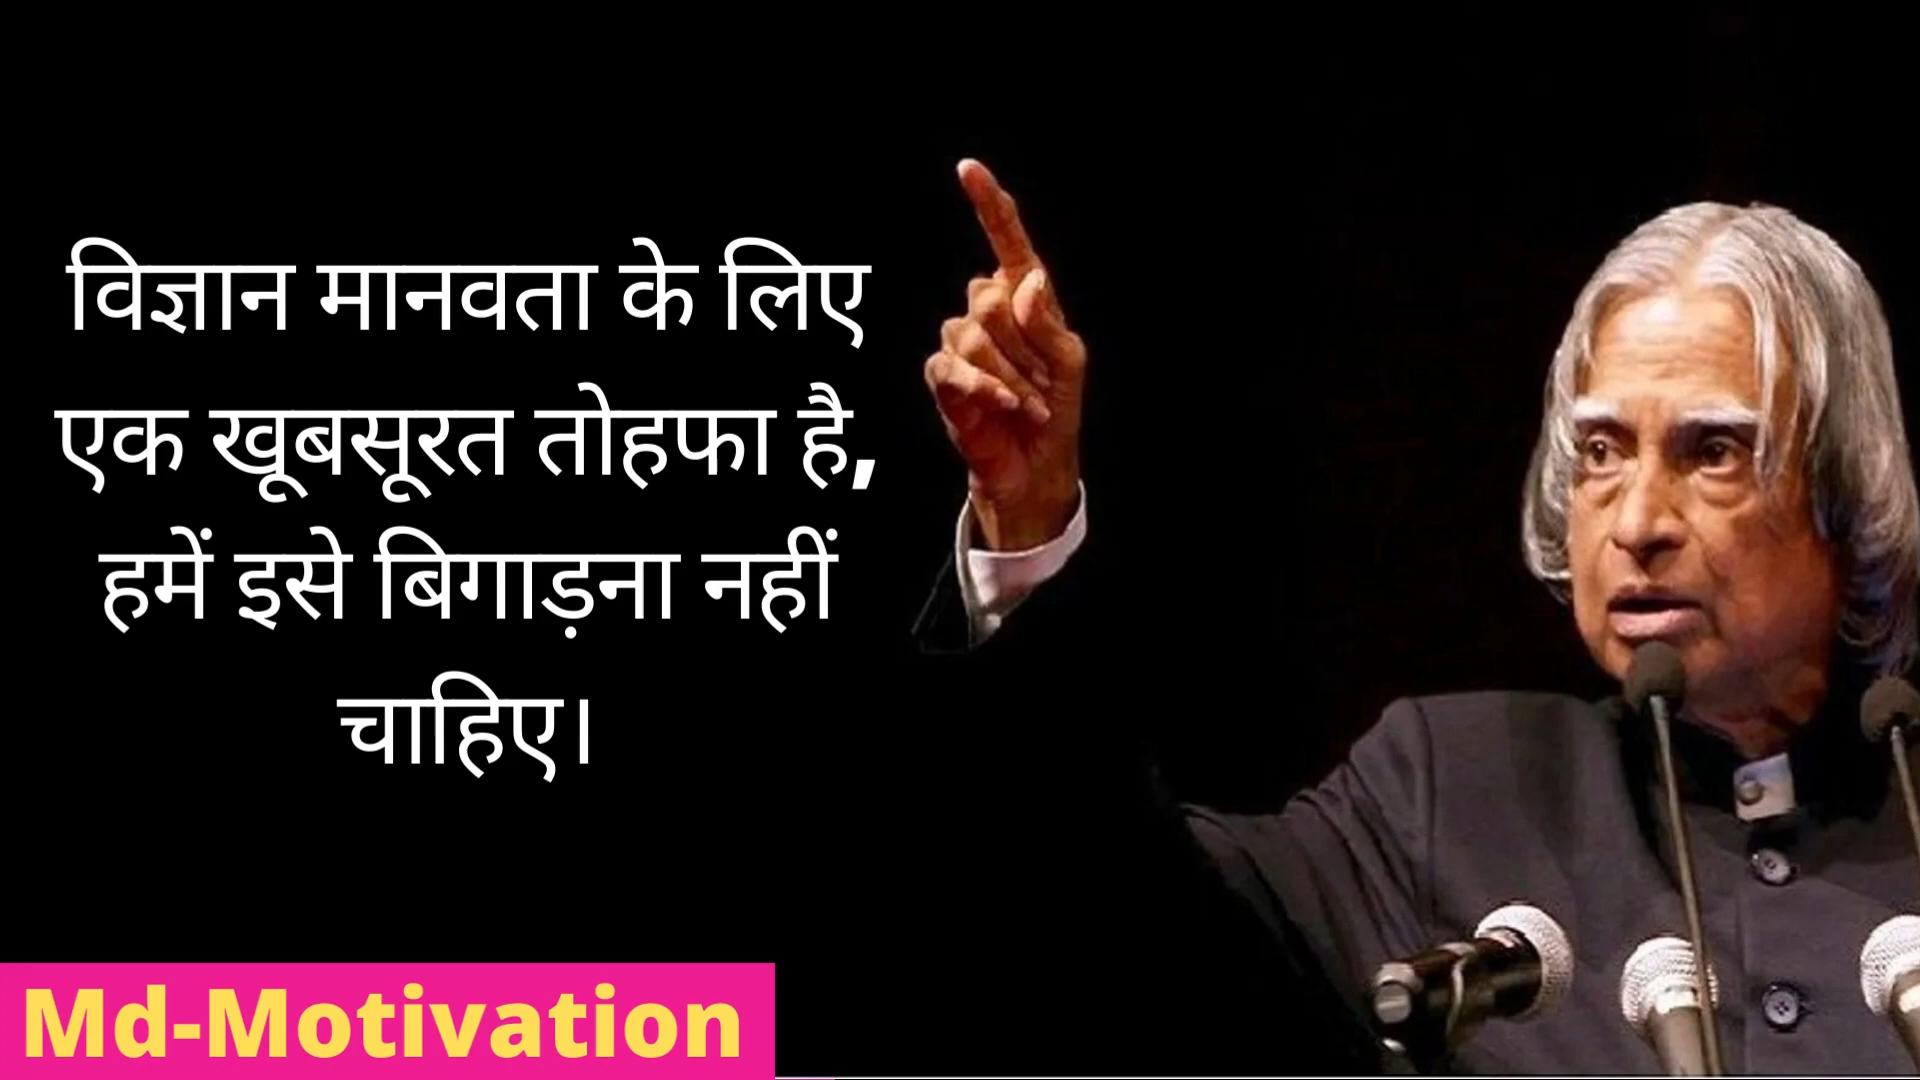 विज्ञान मानवता के लिए
एक खूबसूरत तोहफा है,
हमें इसे बिगाड़ना नहीं
चाहिए।
Md-Motivation